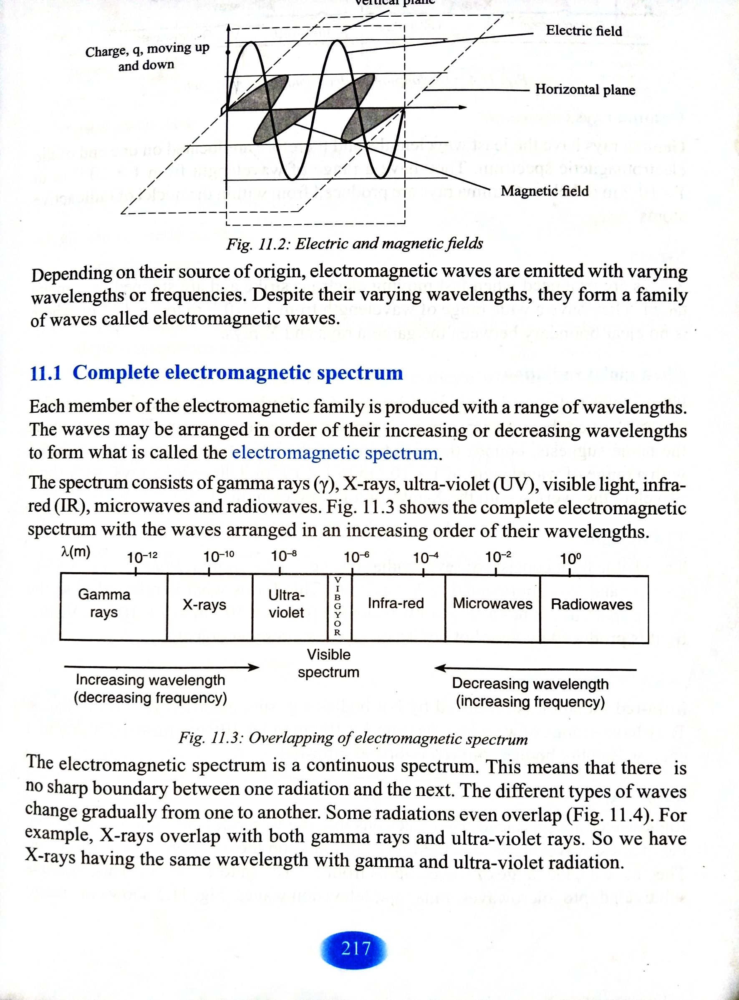 vertical plane
Electric field
Charge, q, moving up
and down
Horizontal plane
Magnetic field
Fig. 11.2: Electric and magnetic fields
Depending on their source of origin, electromagnetic waves are emitted with varying
wavelengths or frequencies. Despite their varying wavelengths, they form a family
of waves called electromagnetic waves.
11.1 Complete electromagnetic spectrum
Each member of the electromagnetic family is produced with a range of wavelengths.
The waves may be arranged in order of their increasing or decreasing wavelengths
to form what is called the electromagnetic spectrum.
The spectrum consists of gamma rays (γ), X-rays, ultra-violet (UV), visible light, infra-
red (IR), microwaves and radiowaves. Fig. 11.3 shows the complete electromagnetic
spectrum with the waves arranged in an increasing order of their wavelengths.
λ(m) 10⁻¹² 10⁻¹⁰ 10⁻⁸ 10⁻⁶ 10⁻⁴ 10⁻² 10⁰
Gamma
rays
X-rays
Ultra-
violet
V
I
B
G
Y
O
R
Infra-red
Microwaves
Radiowaves
Visible
spectrum
Increasing wavelength
(decreasing frequency)
Decreasing wavelength
(increasing frequency)
Fig. 11.3: Overlapping of electromagnetic spectrum
The electromagnetic spectrum is a continuous spectrum. This means that there is
no sharp boundary between one radiation and the next. The different types of waves
change gradually from one to another. Some radiations even overlap (Fig. 11.4). For
example, X-rays overlap with both gamma rays and ultra-violet rays. So we have
X-rays having the same wavelength with gamma and ultra-violet radiation.
217